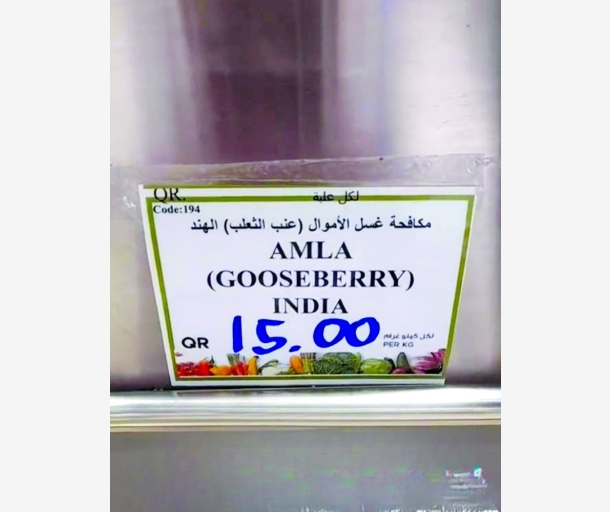 QR. لكل علبة
Code:194
مكافحة غسل الأموال (عنب الثعلب) الهند
AMLA
(GOOSEBERRY)
INDIA
QR 15.00 لكل كيلو غرام
PER KG